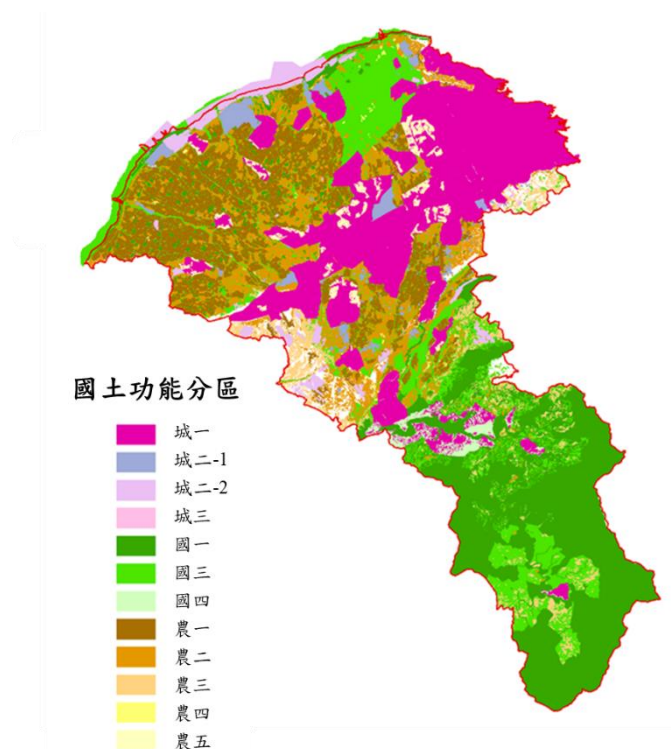 國土功能分區
城一
城二-1
城二-2
城三
國一
國三
國四
農一
農二
農三
農四
農五